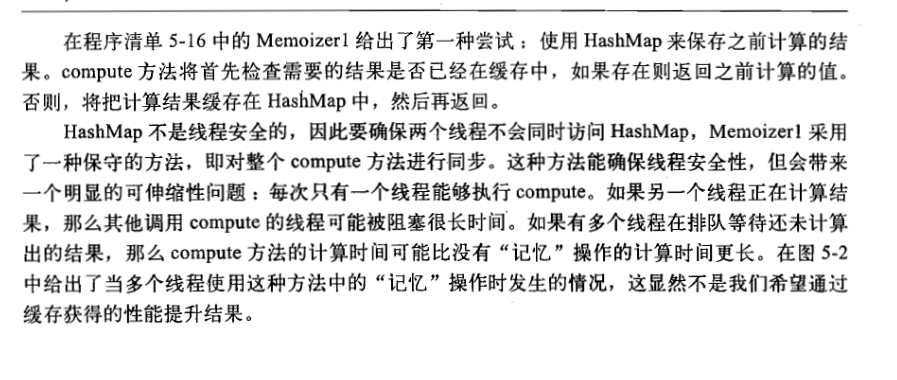 在程序清单 5-16 中的 Memoizer1 给出了第一种尝试：使用 HashMap 来保存之前计算的结
果。compute 方法将首先检查需要的结果是否已经在缓存中，如果存在则返回之前计算的值。
否则，将把计算结果缓存在 HashMap 中，然后再返回。
HashMap 不是线程安全的，因此要确保两个线程不会同时访问 HashMap，Memoizer1 采用
了一种保守的方法，即对整个 compute 方法进行同步。这种方法能确保线程安全性，但会带来
一个明显的可伸缩性问题：每次只有一个线程能够执行 compute。如果另一个线程正在计算结
果，那么其他调用 compute 的线程可能被阻塞很长时间。如果有多个线程在排队等待还未计算
出的结果，那么 compute 方法的计算时间可能比没有“记忆”操作的计算时间更长。在图 5-2
中给出了当多个线程使用这种方法中的“记忆”操作时发生的情况，这显然不是我们希望通过
缓存获得的性能提升结果。